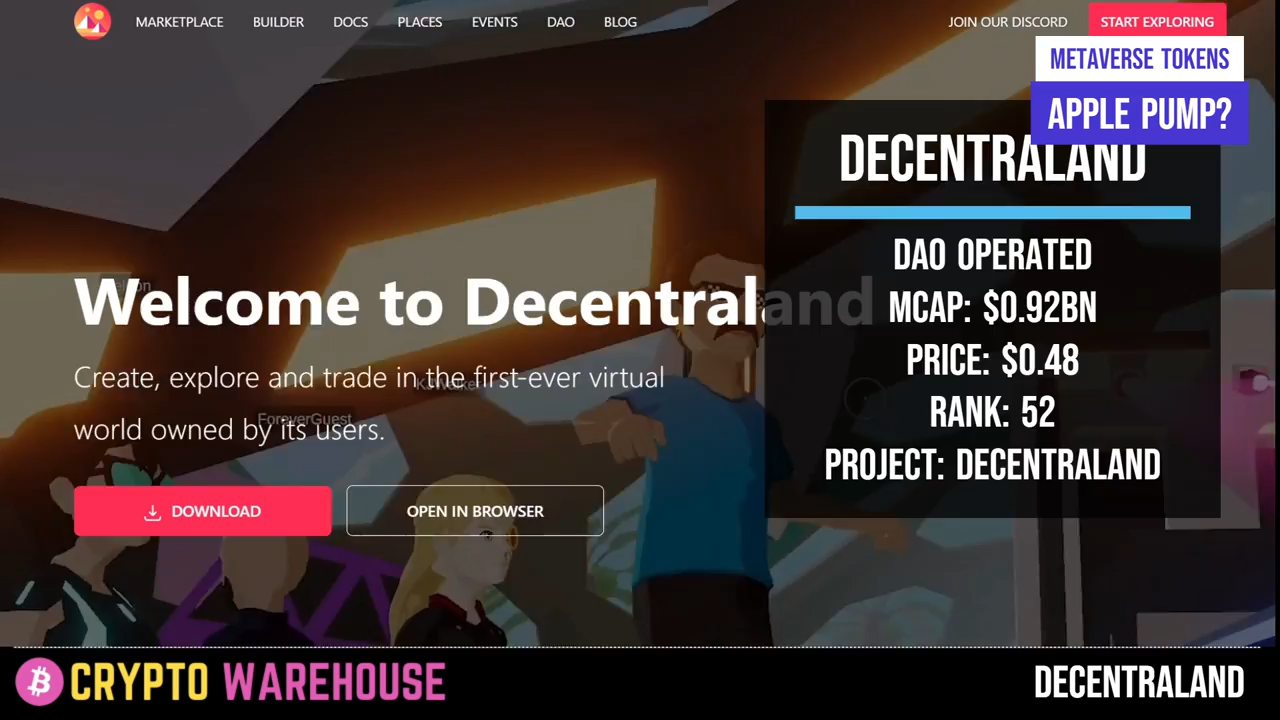 MARKETPLACE BUILDER DOCS PLACES EVENTS DAO BLOG JOIN OUR DISCORD START EXPLORING
METAVERSE TOKENS
APPLE PUMP?
DECENTRALAND
DAO OPERATED
MCAP: $0.92BN
PRICE: $0.48
RANK: 52
PROJECT: DECENTRALAND
Welcome to Decentraland
Create, explore and trade in the first-ever virtual
world owned by its users.
ForeverGuest
DOWNLOAD OPEN IN BROWSER
CRYPTO WAREHOUSE
DECENTRALAND